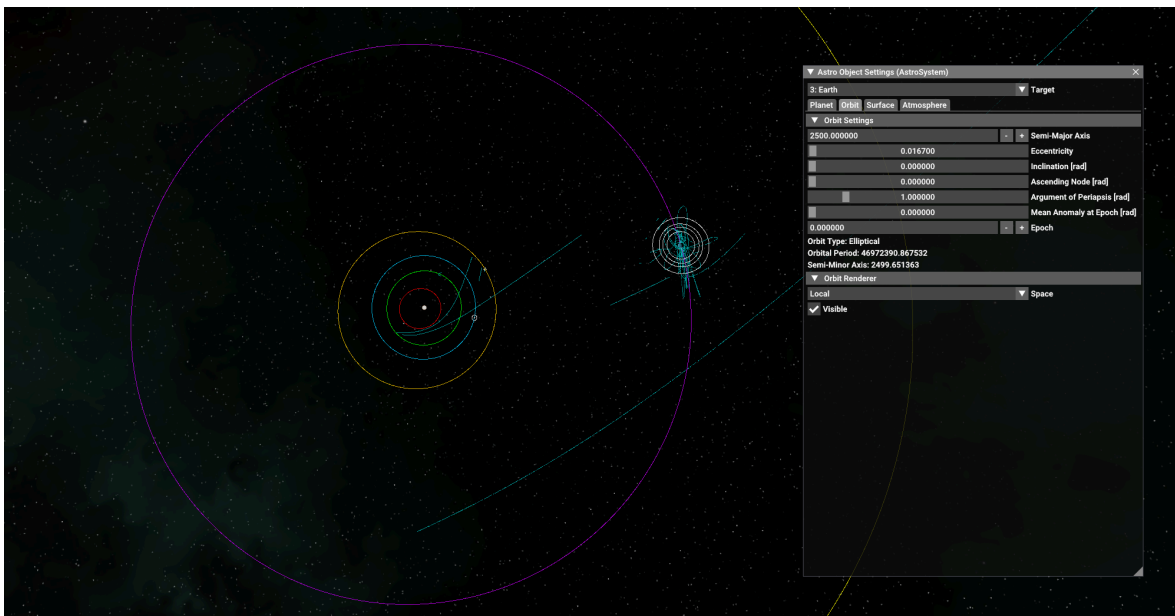 ▼ Astro Object Settings (AstroSystem)
3: Earth ▼ Target
Planet Orbit Surface Atmosphere
▼ Orbit Settings
2500.000000 - + Semi-Major Axis
0.016700 Eccentricity
0.000000 Inclination [rad]
0.000000 Ascending Node [rad]
1.000000 Argument of Periapsis [rad]
0.000000 Mean Anomaly at Epoch [rad]
0.000000 - + Epoch
Orbit Type: Elliptical
Orbital Period: 46972390.867532
Semi-Minor Axis: 2499.651363
▼ Orbit Renderer
Local ▼ Space
Visible